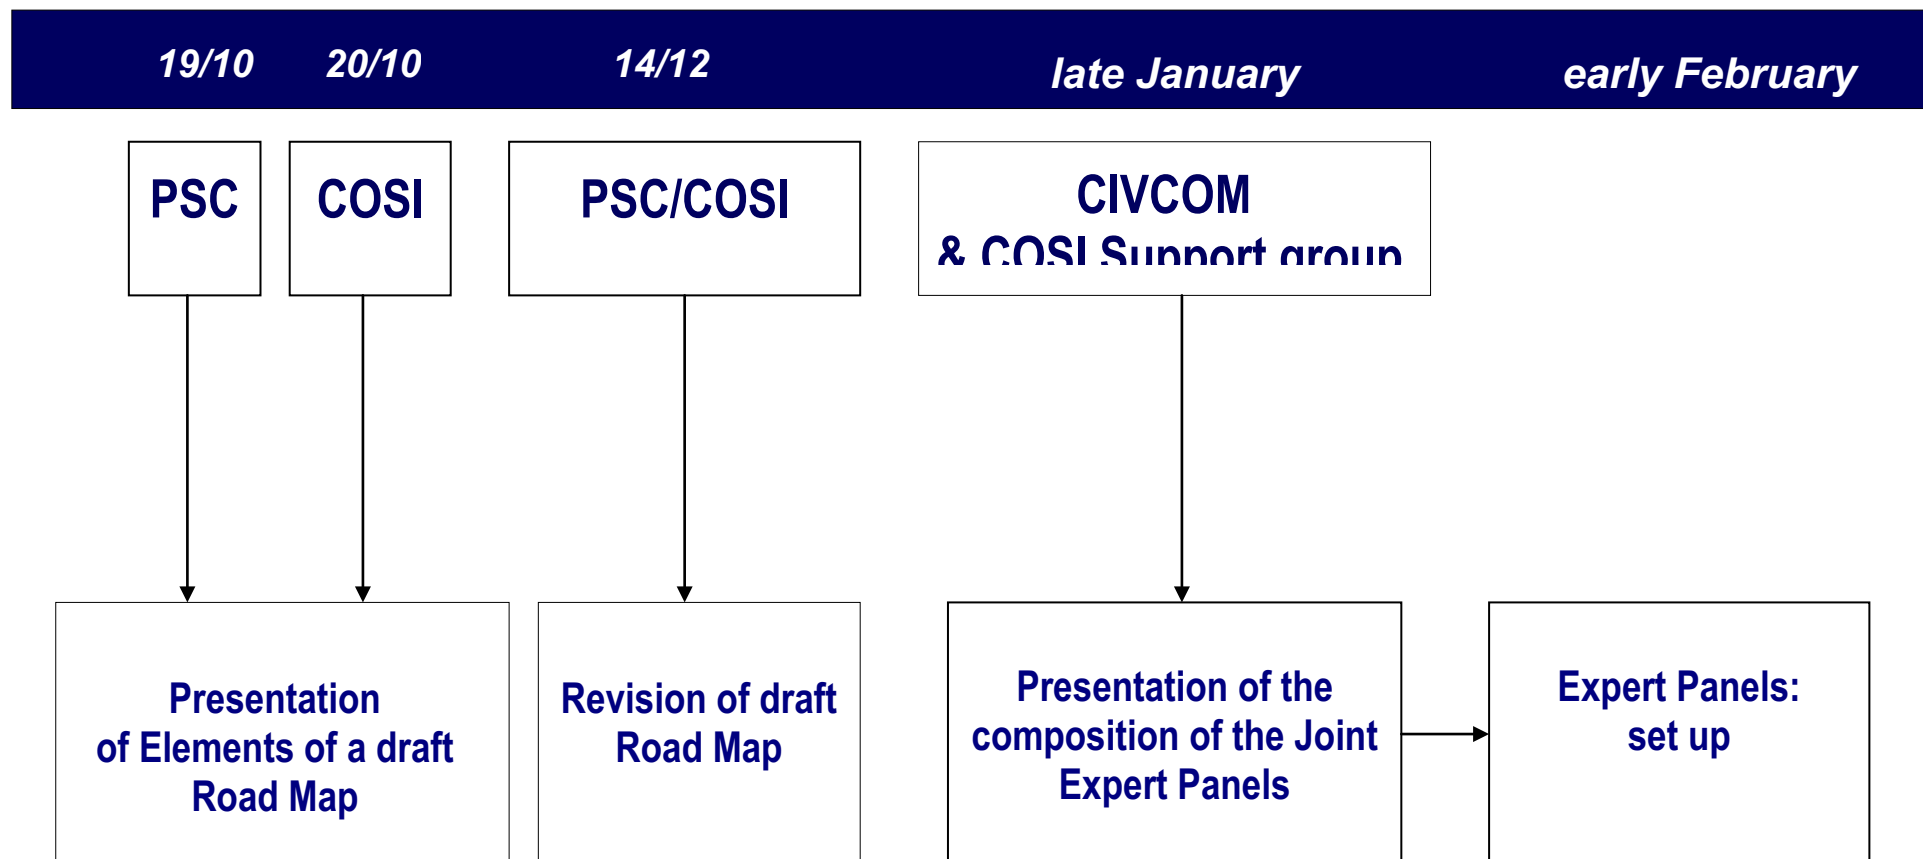 19/10 20/10 14/12 late January early February
PSC COSI PSC/COSI CIVCOM
& COSI Support group
Presentation
of Elements of a draft
Road Map
Revision of draft
Road Map
Presentation of the
composition of the Joint
Expert Panels
Expert Panels:
set up